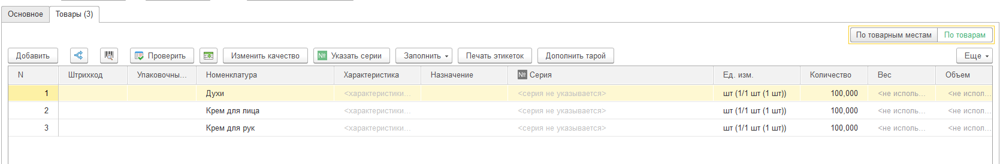 Основное Товары (3)
По товарным местам По товарам
Добавить Проверить Изменить качество № Указать серии Заполнить Печать этикеток Дополнить тарой Еще
N Штрихкод Упаковочны... Номенклатура Характеристика Назначение № Серия Ед. изм. Количество Вес Объем
1 Духи <характеристики... <серия не указывается> шт (1/1 шт (1 шт)) 100,000 <не исполь... <не испол...
2 Крем для лица <характеристики... <серия не указывается> шт (1/1 шт (1 шт)) 100,000 <не исполь... <не испол...
3 Крем для рук <характеристики... <серия не указывается> шт (1/1 шт (1 шт)) 100,000 <не исполь... <не испол...